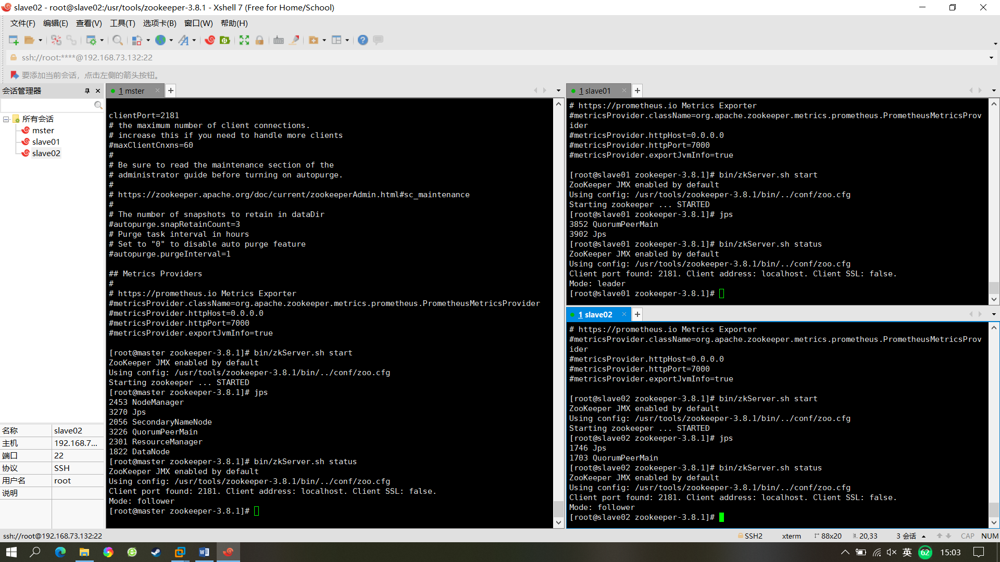 slave02 - root@slave02:/usr/tools/zookeeper-3.8.1 - Xshell 7 (Free for Home/School)
文件(F) 编辑(E) 查看(V) 工具(T) 选项卡(B) 窗口(W) 帮助(H)
ssh://root:****@192.168.73.132:22
要添加当前会话，点击左侧的箭头按钮。
会话管理器
所有会话
mster
slave01
slave02
名称 slave02
主机 192.168.7...
端口 22
协议 SSH
用户名 root
说明
1 mster
clientPort=2181
# the maximum number of client connections.
# increase this if you need to handle more clients
#maxClientCnxns=60
#
# Be sure to read the maintenance section of the
# administrator guide before turning on autopurge.
#
# https://zookeeper.apache.org/doc/current/zookeeperAdmin.html#sc_maintenance
#
# The number of snapshots to retain in dataDir
#autopurge.snapRetainCount=3
# Purge task interval in hours
# Set to "0" to disable auto purge feature
#autopurge.purgeInterval=1
## Metrics Providers
#
# https://prometheus.io Metrics Exporter
#metricsProvider.className=org.apache.zookeeper.metrics.prometheus.PrometheusMetricsProvider
#metricsProvider.httpHost=0.0.0.0
#metricsProvider.httpPort=7000
#metricsProvider.exportJvmInfo=true
[root@master zookeeper-3.8.1]# bin/zkServer.sh start
ZooKeeper JMX enabled by default
Using config: /usr/tools/zookeeper-3.8.1/bin/../conf/zoo.cfg
Starting zookeeper ... STARTED
[root@master zookeeper-3.8.1]# jps
2453 NodeManager
3270 Jps
2056 SecondaryNameNode
3226 QuorumPeerMain
2301 ResourceManager
1822 DataNode
[root@master zookeeper-3.8.1]# bin/zkServer.sh status
ZooKeeper JMX enabled by default
Using config: /usr/tools/zookeeper-3.8.1/bin/../conf/zoo.cfg
Client port found: 2181. Client address: localhost. Client SSL: false.
Mode: follower
[root@master zookeeper-3.8.1]#
1 slave01
# https://prometheus.io Metrics Exporter
#metricsProvider.className=org.apache.zookeeper.metrics.prometheus.PrometheusMetricsProv
ider
#metricsProvider.httpHost=0.0.0.0
#metricsProvider.httpPort=7000
#metricsProvider.exportJvmInfo=true
[root@slave01 zookeeper-3.8.1]# bin/zkServer.sh start
ZooKeeper JMX enabled by default
Using config: /usr/tools/zookeeper-3.8.1/bin/../conf/zoo.cfg
Starting zookeeper ... STARTED
[root@slave01 zookeeper-3.8.1]# jps
3852 QuorumPeerMain
3902 Jps
[root@slave01 zookeeper-3.8.1]# bin/zkServer.sh status
ZooKeeper JMX enabled by default
Using config: /usr/tools/zookeeper-3.8.1/bin/../conf/zoo.cfg
Client port found: 2181. Client address: localhost. Client SSL: false.
Mode: leader
[root@slave01 zookeeper-3.8.1]#
1 slave02
# https://prometheus.io Metrics Exporter
#metricsProvider.className=org.apache.zookeeper.metrics.prometheus.PrometheusMetricsProv
ider
#metricsProvider.httpHost=0.0.0.0
#metricsProvider.httpPort=7000
#metricsProvider.exportJvmInfo=true
[root@slave02 zookeeper-3.8.1]# bin/zkServer.sh start
ZooKeeper JMX enabled by default
Using config: /usr/tools/zookeeper-3.8.1/bin/../conf/zoo.cfg
Starting zookeeper ... STARTED
[root@slave02 zookeeper-3.8.1]# jps
1746 Jps
1703 QuorumPeerMain
[root@slave02 zookeeper-3.8.1]# bin/zkServer.sh status
ZooKeeper JMX enabled by default
Using config: /usr/tools/zookeeper-3.8.1/bin/../conf/zoo.cfg
Client port found: 2181. Client address: localhost. Client SSL: false.
Mode: follower
[root@slave02 zookeeper-3.8.1]#
ssh://root@192.168.73.132:22 SSH2 xterm 88x20 20,33 3 会话 CAP NUM
英 62 15:03